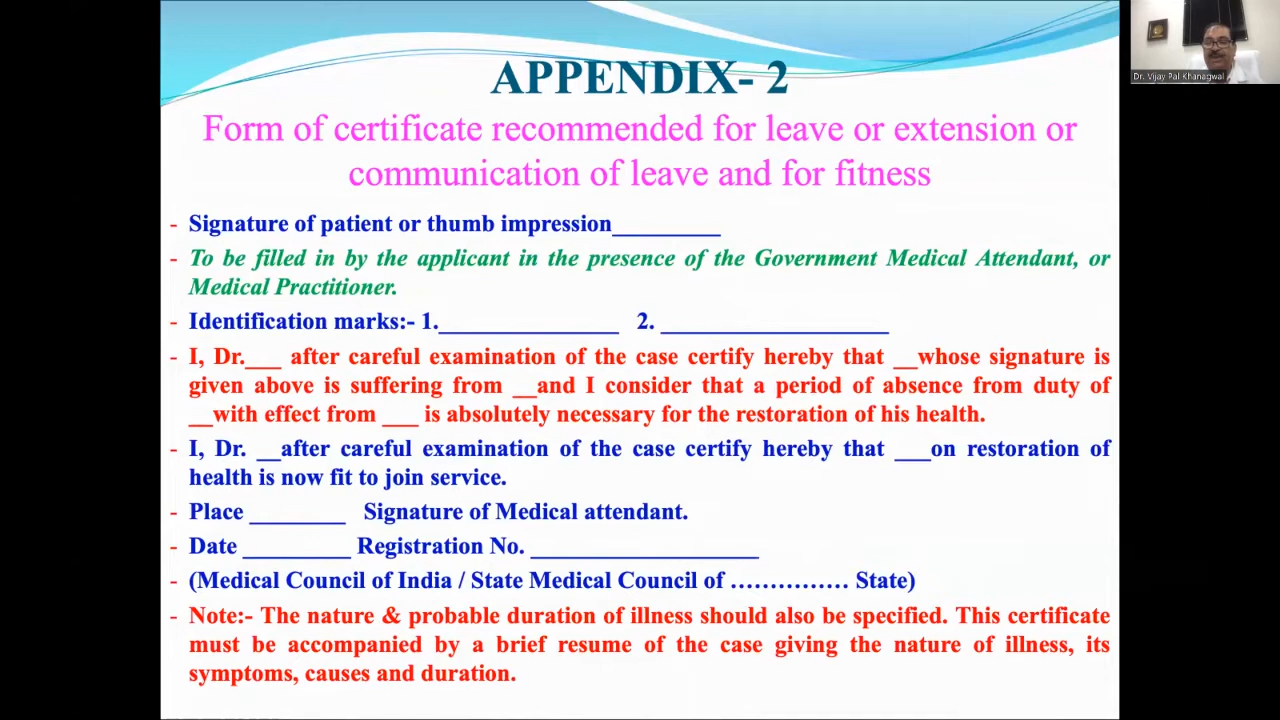 APPENDIX- 2
Form of certificate recommended for leave or extension or
communication of leave and for fitness
- Signature of patient or thumb impression_________
- To be filled in by the applicant in the presence of the Government Medical Attendant, or
Medical Practitioner.
- Identification marks:- 1._______________ 2. ___________________
- I, Dr.___ after careful examination of the case certify hereby that __whose signature is
given above is suffering from __and I consider that a period of absence from duty of
__with effect from ___ is absolutely necessary for the restoration of his health.
- I, Dr. __after careful examination of the case certify hereby that ___on restoration of
health is now fit to join service.
- Place ________ Signature of Medical attendant.
- Date _________ Registration No. ___________________
- (Medical Council of India / State Medical Council of …………… State)
- Note:- The nature & probable duration of illness should also be specified. This certificate
must be accompanied by a brief resume of the case giving the nature of illness, its
symptoms, causes and duration.
Dr. Vijay Pal Khanagwal